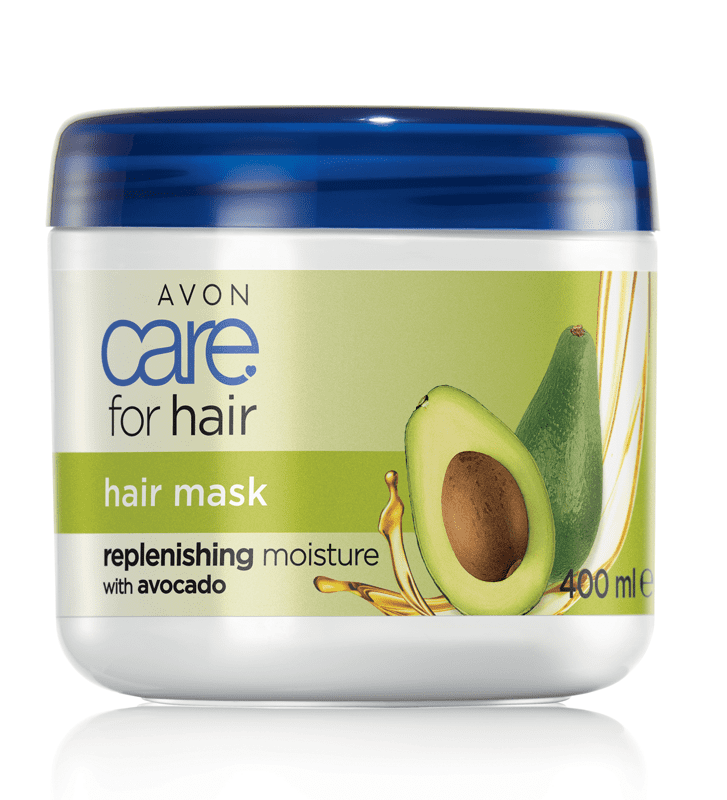 AVON
care
for hair
hair mask
replenishing moisture
with avocado
400 ml e